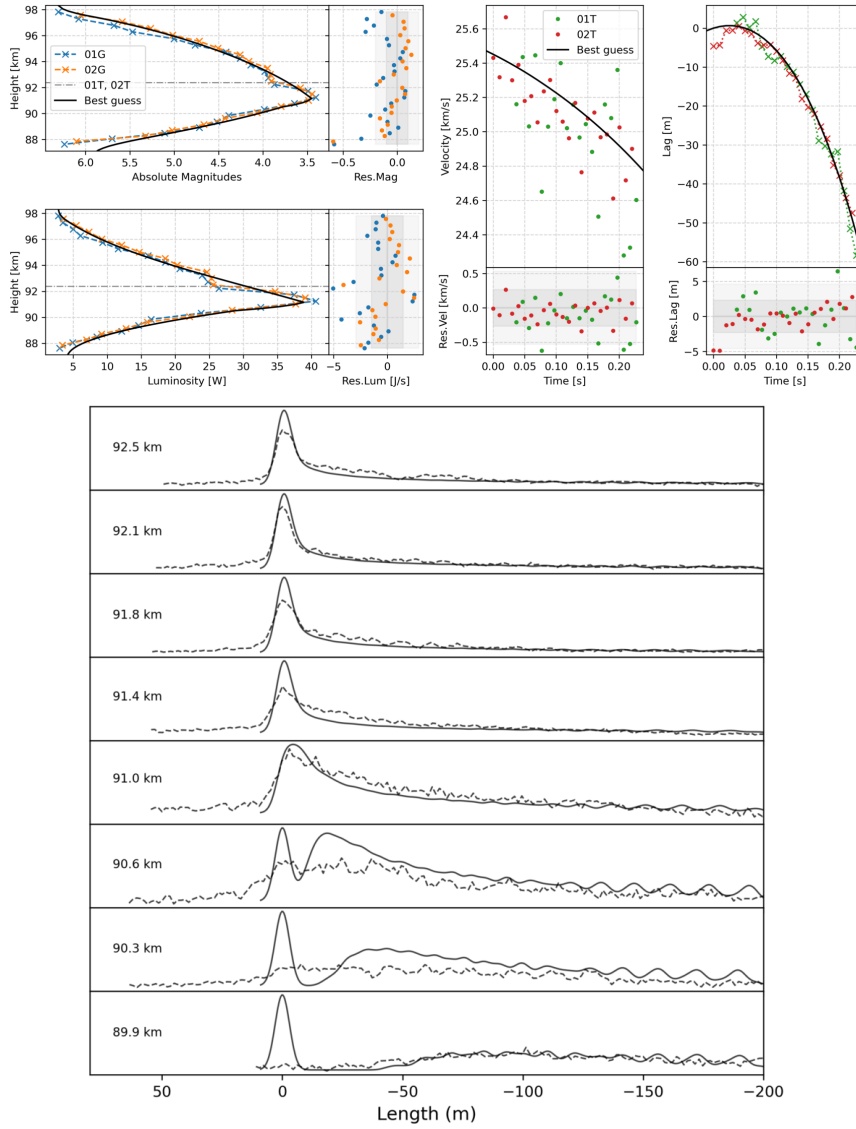 98
96
94
92
90
88
Height [km]
01G
02G
01T, 02T
Best guess
6.0 5.5 5.0 4.5 4.0 3.5
Absolute Magnitudes
−0.5 0.0
Res.Mag
98
96
94
92
90
88
Height [km]
5 10 15 20 25 30 35 40
Luminosity [W]
−5 0 5
Res.Lum [J/s]
01T
02T
Best guess
25.6
25.4
25.2
25.0
24.8
24.6
24.4
Velocity [km/s]
0.5
0.0
−0.5
Res.Vel [km/s]
0.00 0.05 0.10 0.15 0.20
Time [s]
0
−10
−20
−30
−40
−50
−60
Lag [m]
5
0
−5
Res.Lag [m]
0.00 0.05 0.10 0.15 0.20
Time [s]
92.5 km
92.1 km
91.8 km
91.4 km
91.0 km
90.6 km
90.3 km
89.9 km
50 0 −50 −100 −150 −200
Length (m)